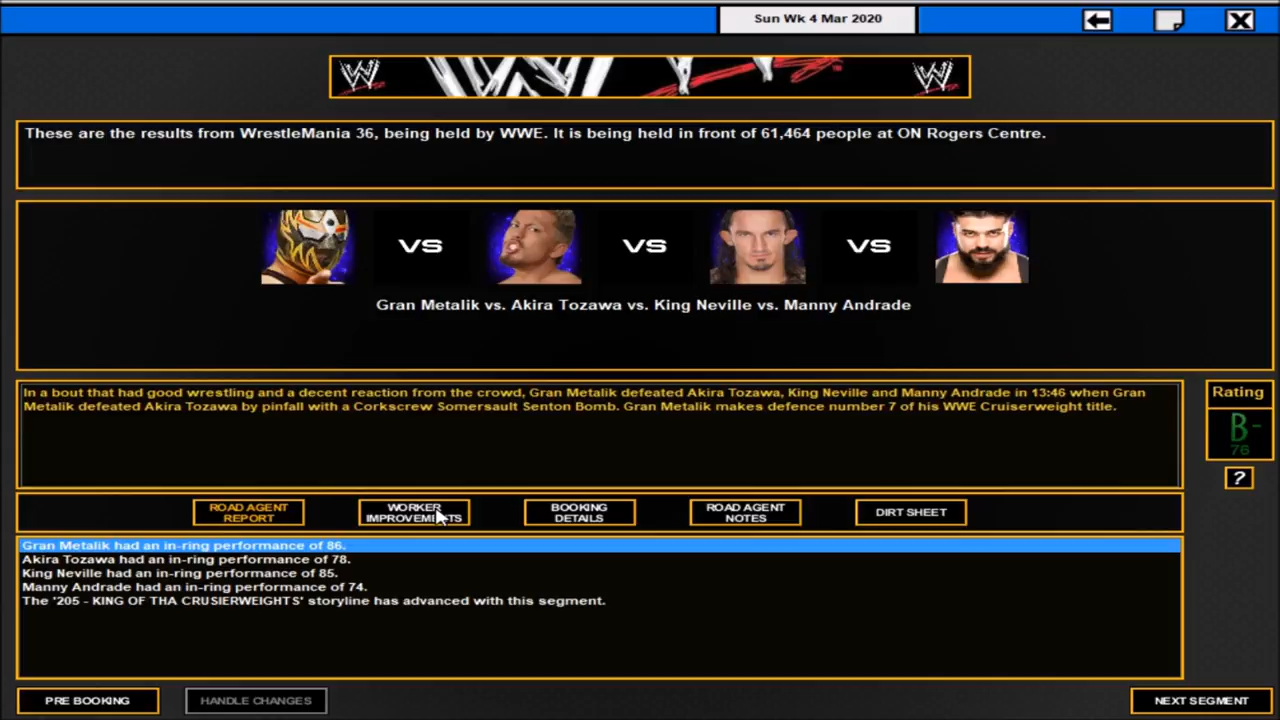 Sun Wk 4 Mar 2020
These are the results from WrestleMania 36, being held by WWE. It is being held in front of 61,464 people at ON Rogers Centre.
VS VS VS
Gran Metalik vs. Akira Tozawa vs. King Neville vs. Manny Andrade
In a bout that had good wrestling and a decent reaction from the crowd, Gran Metalik defeated Akira Tozawa, King Neville and Manny Andrade in 13:46 when Gran
Metalik defeated Akira Tozawa by pinfall with a Corkscrew Somersault Senton Bomb. Gran Metalik makes defence number 7 of his WWE Cruiserweight title.
Rating
B-
76
?
ROAD AGENT REPORT
WORKER IMPROVEMENTS
BOOKING DETAILS
ROAD AGENT NOTES
DIRT SHEET
Gran Metalik had an in-ring performance of 86.
Akira Tozawa had an in-ring performance of 78.
King Neville had an in-ring performance of 85.
Manny Andrade had an in-ring performance of 74.
The '205 - KING OF THA CRUSIERWEIGHTS' storyline has advanced with this segment.
PRE BOOKING
HANDLE CHANGES
NEXT SEGMENT